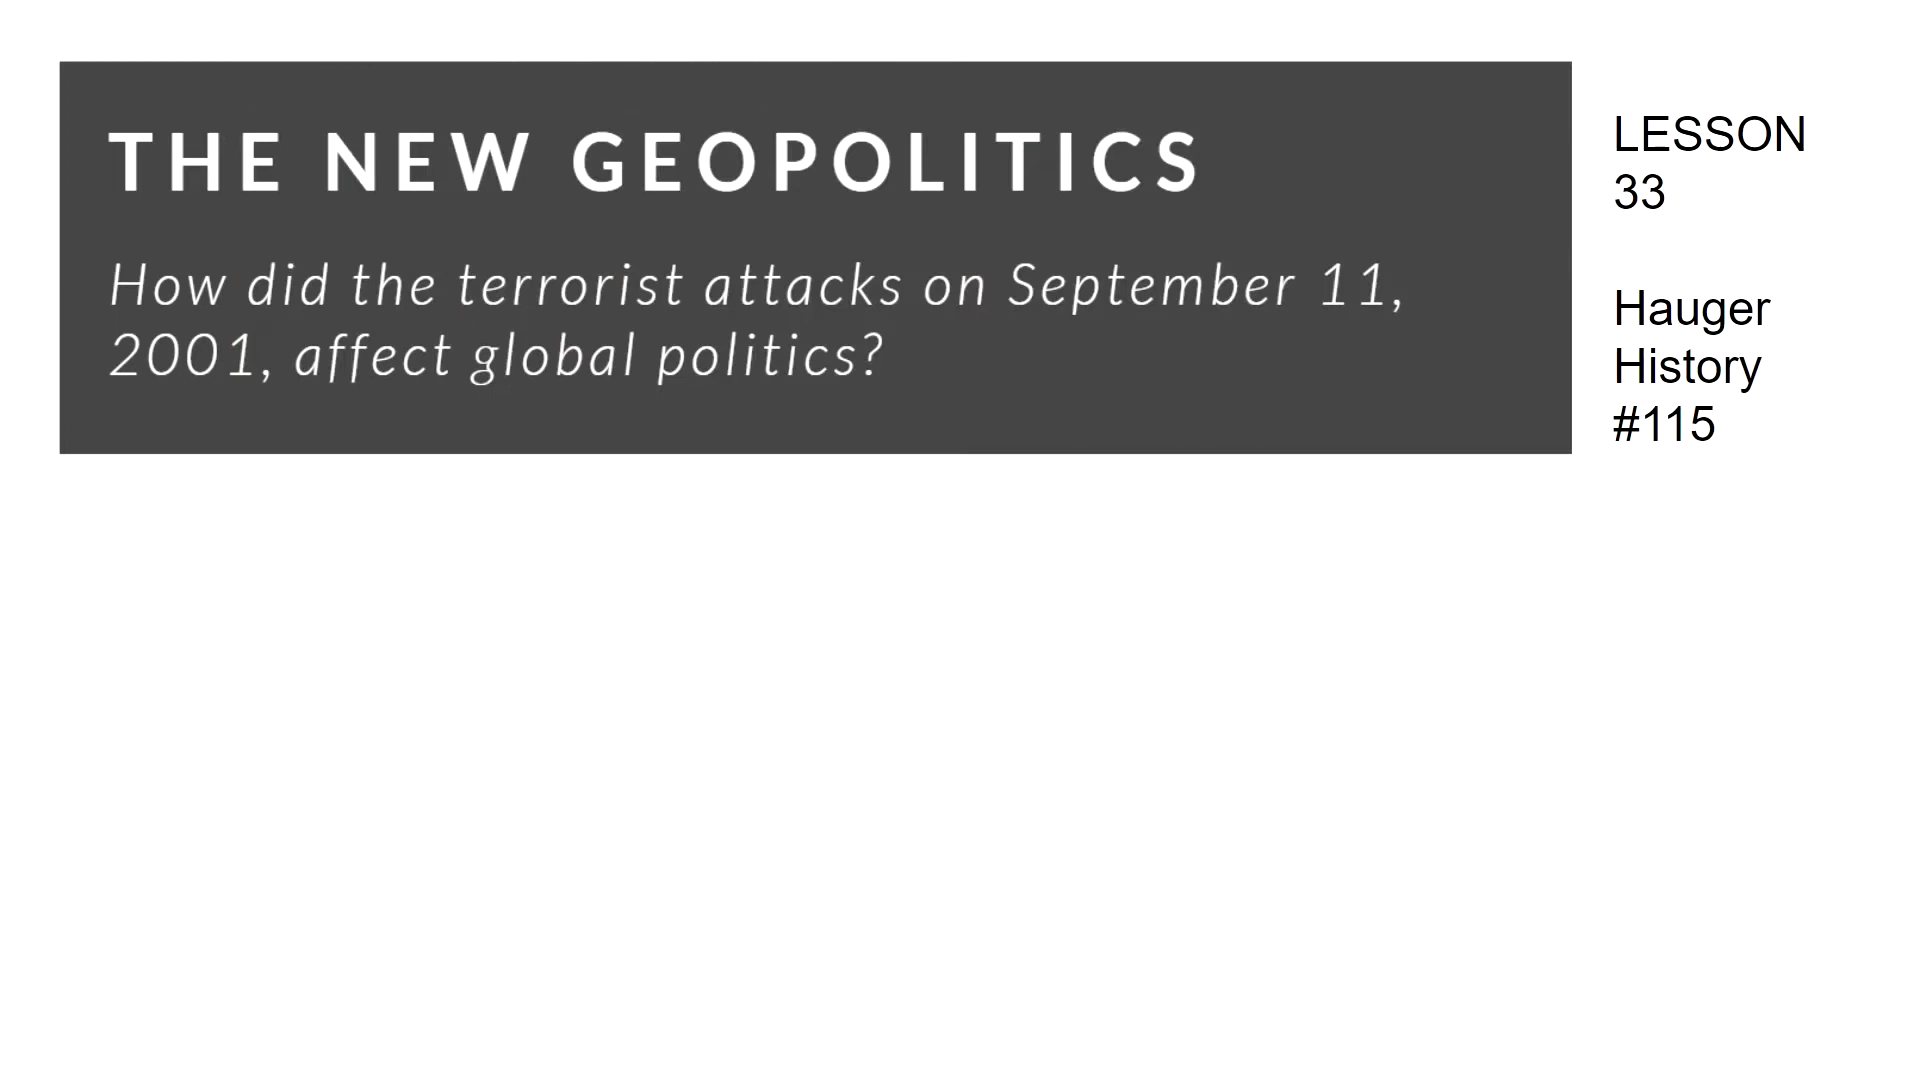 THE NEW GEOPOLITICS
How did the terrorist attacks on September 11,
2001, affect global politics?
LESSON
33
Hauger
History
#115